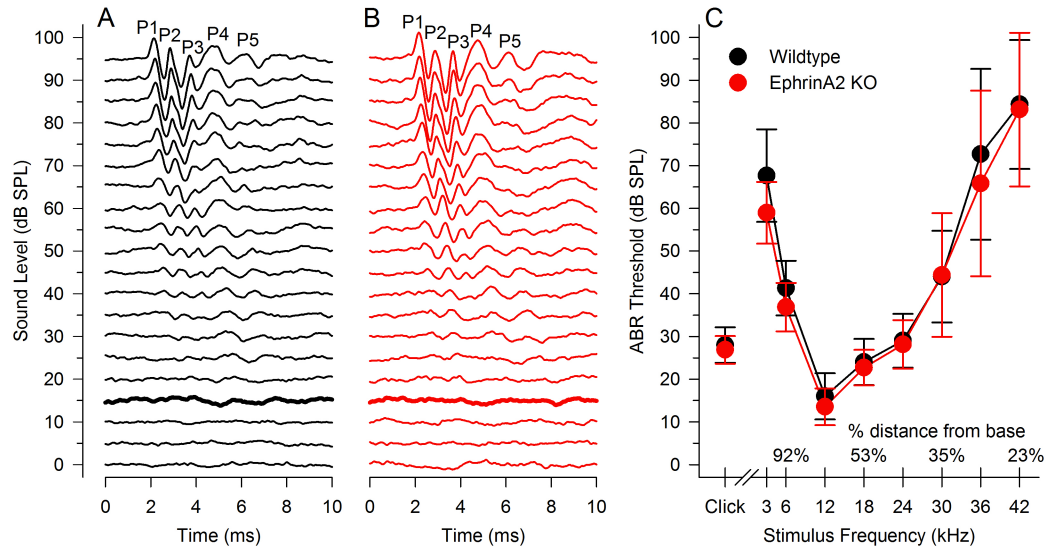 A
P1
P2
P3
P4
P5
100
90
80
70
60
50
40
30
20
10
0
Sound Level (dB SPL)
0 2 4 6 8 10
Time (ms)
B
P1
P2
P3
P4
P5
0 2 4 6 8 10
Time (ms)
C
Wildtype
EphrinA2 KO
100
90
80
70
60
50
40
30
20
10
0
ABR Threshold (dB SPL)
% distance from base
92% 53% 35% 23%
Click 3 6 12 18 24 30 36 42
Stimulus Frequency (kHz)